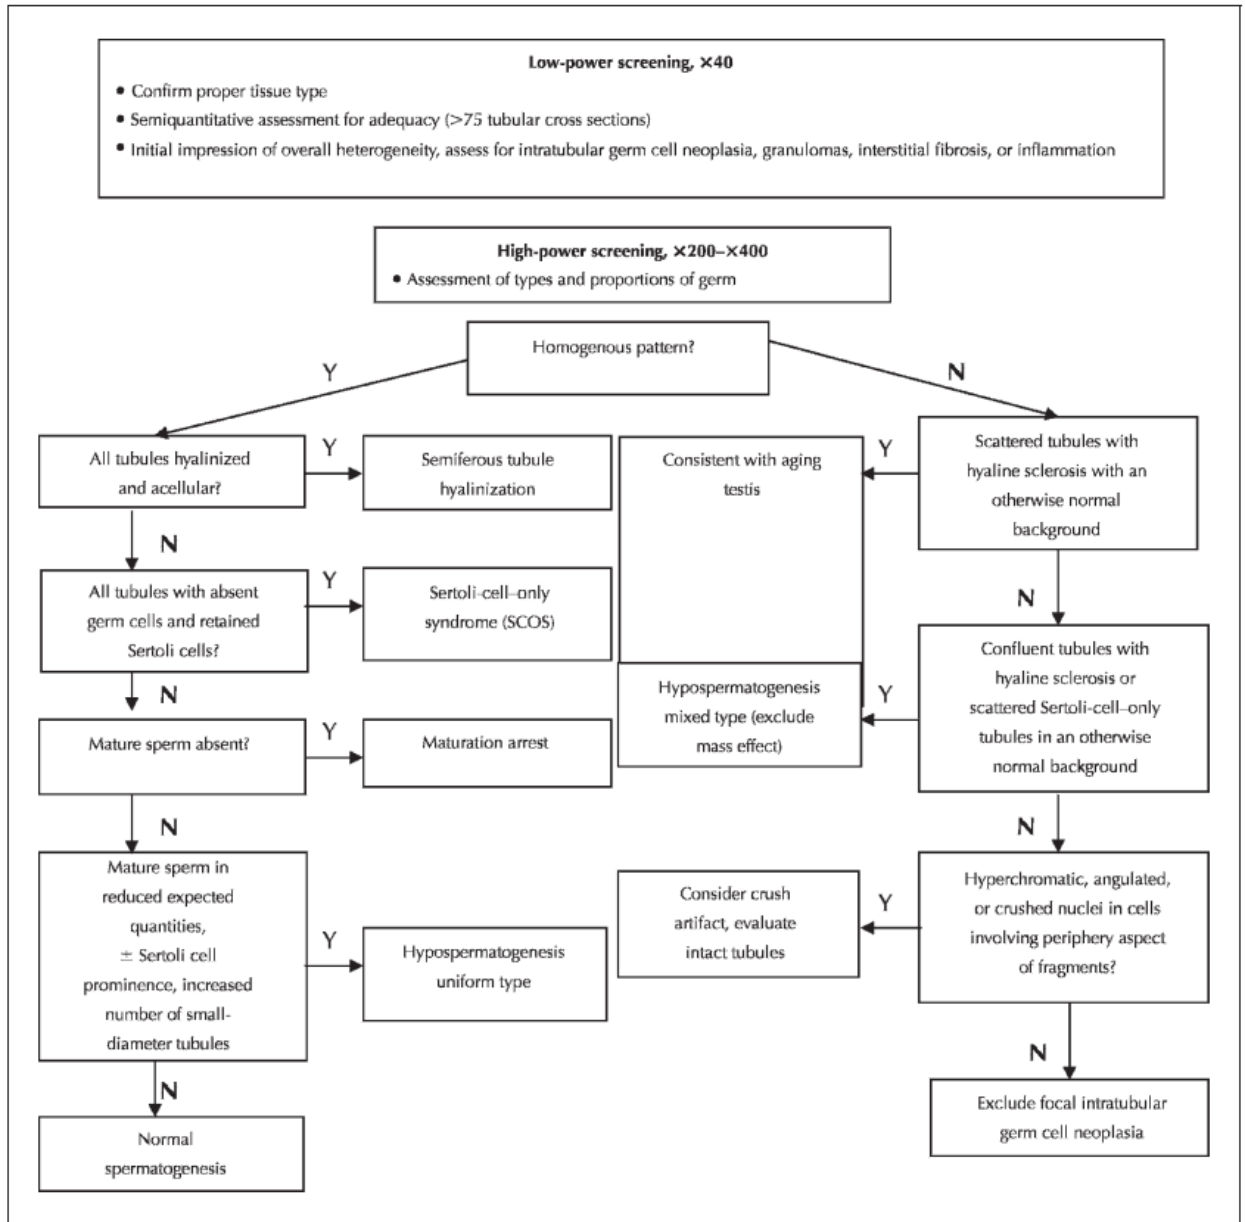 Low-power screening, ×40
• Confirm proper tissue type
• Semiquantitative assessment for adequacy (>75 tubular cross sections)
• Initial impression of overall heterogeneity, assess for intratubular germ cell neoplasia, granulomas, interstitial fibrosis, or inflammation
High-power screening, ×200–×400
• Assessment of types and proportions of germ
Homogenous pattern?
Y
N
All tubules hyalinized
and acellular?
Y
Semiferous tubule
hyalinization
Consistent with aging
testis
Y
Scattered tubules with
hyaline sclerosis with an
otherwise normal
background
N
N
All tubules with absent
germ cells and retained
Sertoli cells?
Y
Sertoli-cell–only
syndrome (SCOS)
Confluent tubules with
hyaline sclerosis or
scattered Sertoli-cell–only
tubules in an otherwise
normal background
Y
Hypospermatogenesis
mixed type (exclude
mass effect)
N
Mature sperm absent?
Y
Maturation arrest
N
N
Mature sperm in
reduced expected
quantities,
± Sertoli cell
prominence, increased
number of small-
diameter tubules
Y
Hypospermatogenesis
uniform type
Consider crush
artifact, evaluate
intact tubules
Y
Hyperchromatic, angulated,
or crushed nuclei in cells
involving periphery aspect
of fragments?
N
N
Normal
spermatogenesis
Exclude focal intratubular
germ cell neoplasia